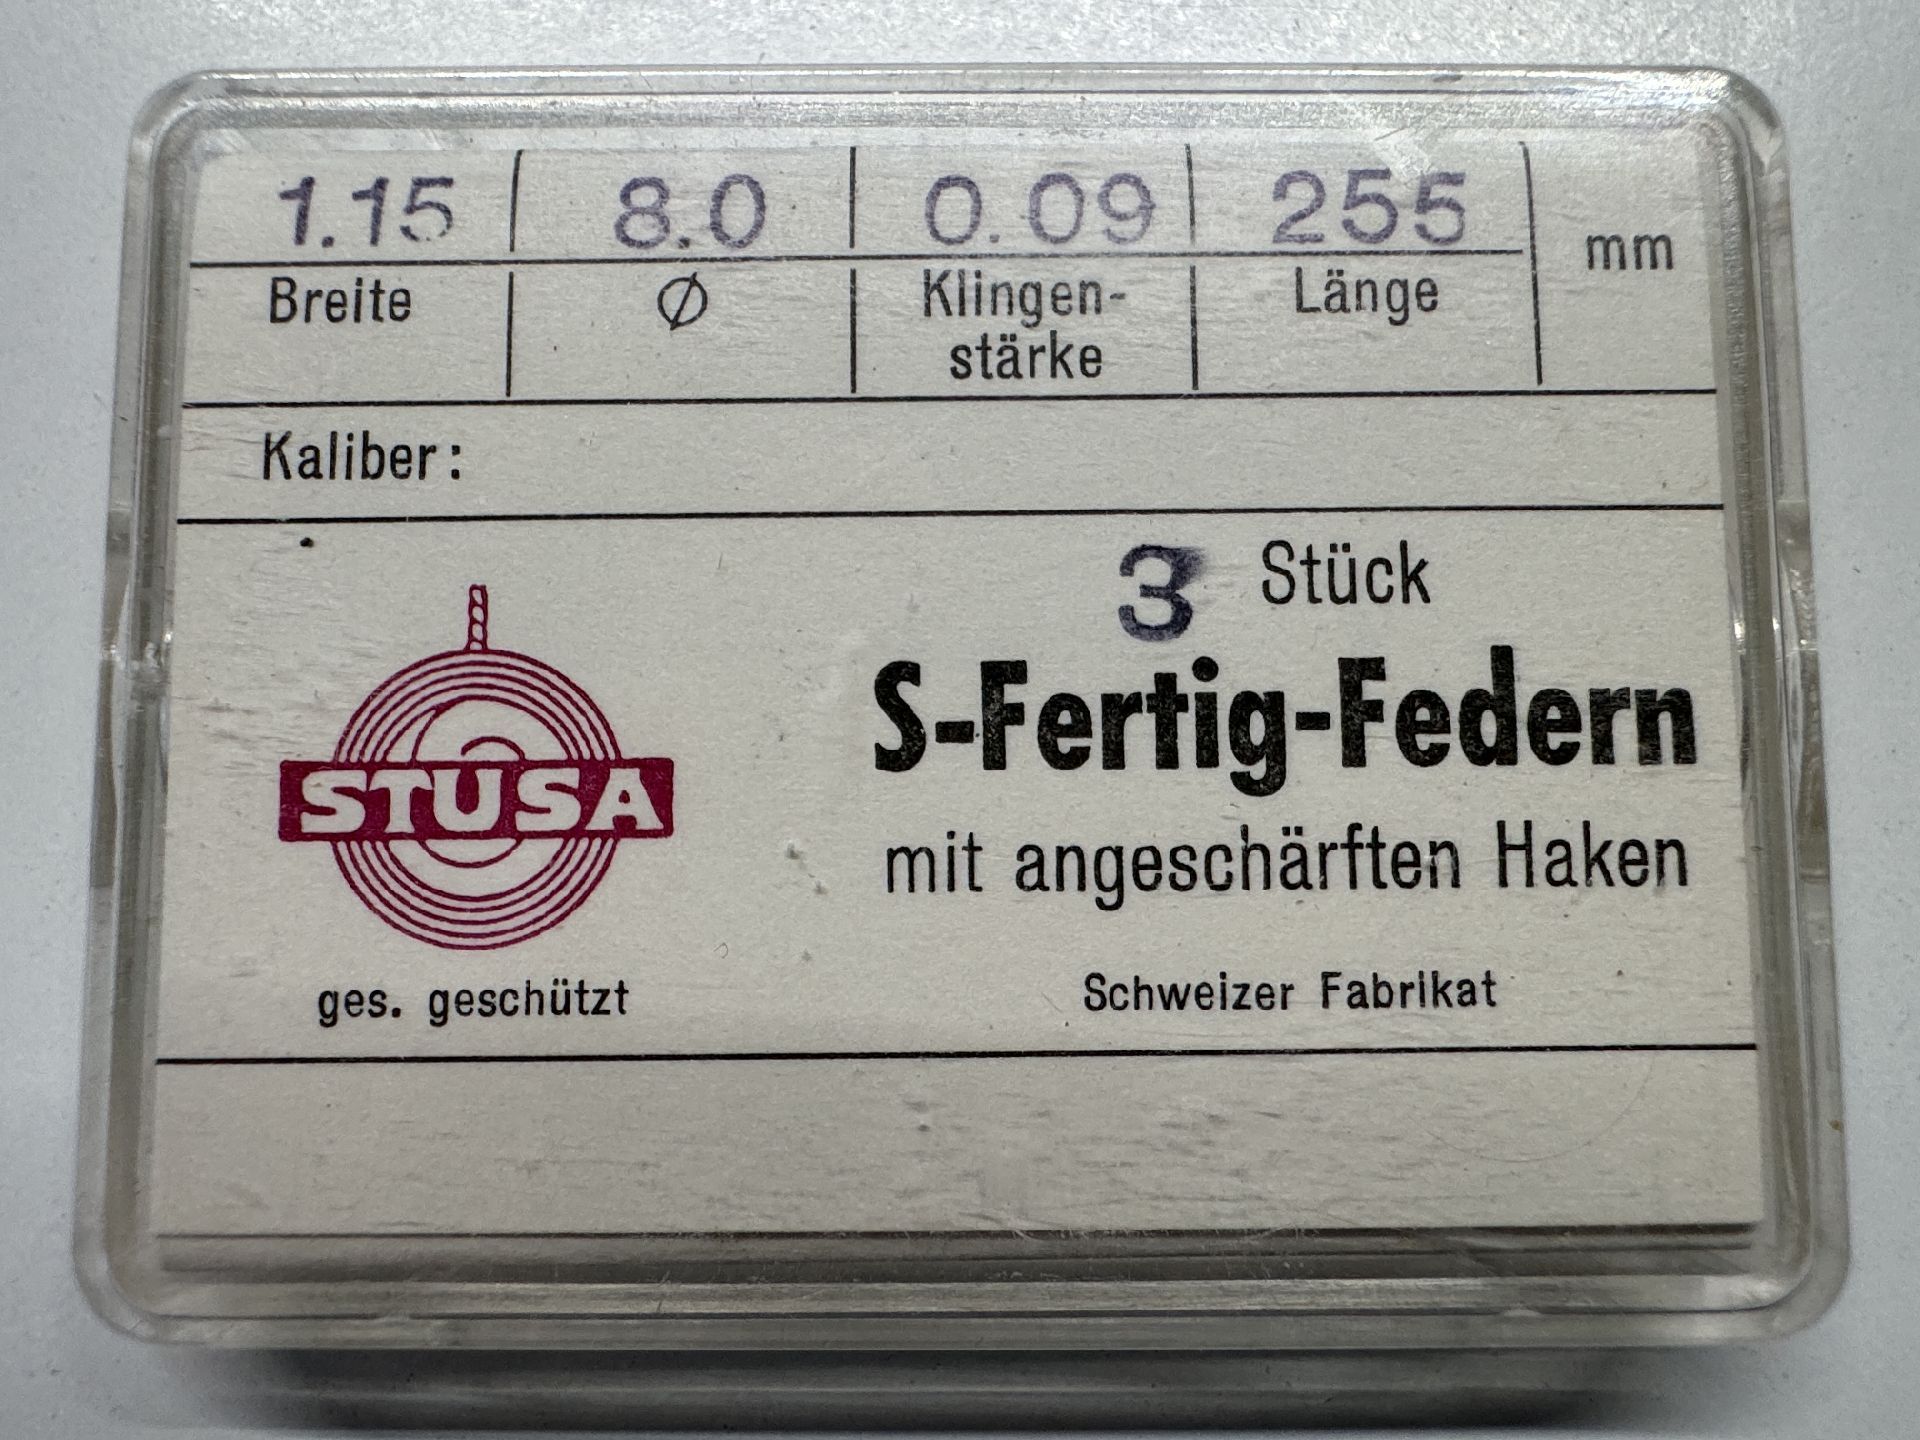 1.15 8.0 0.09 255 mm
Breite Ø Klingen- Länge
stärke
Kaliber:
3 Stück
S-Fertig-Federn
STUSA
mit angeschärften Haken
ges. geschützt
Schweizer Fabrikat